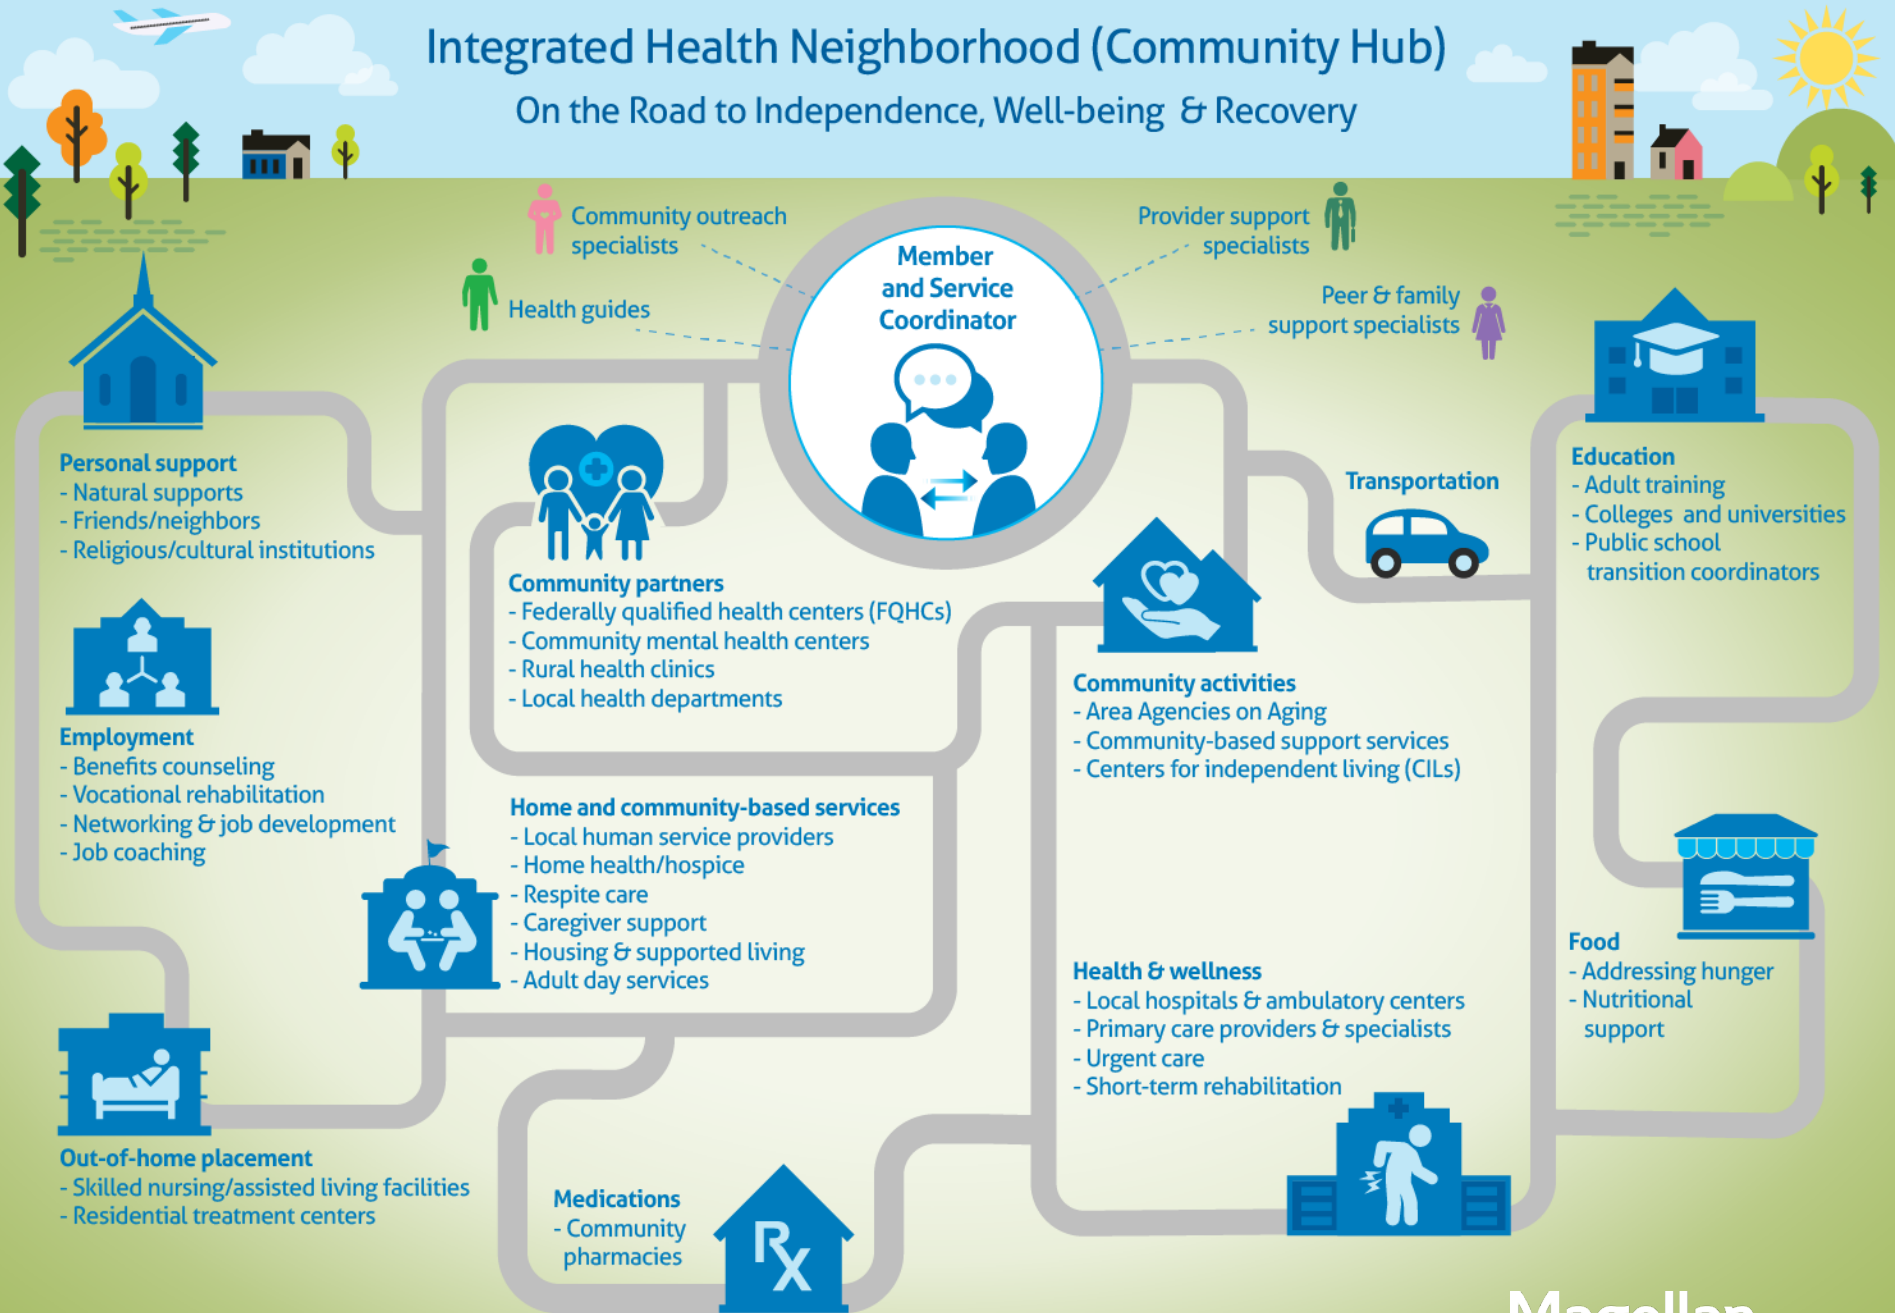 Integrated Health Neighborhood (Community Hub)
On the Road to Independence, Well-being & Recovery
Community outreach
specialists
Health guides
Member
and Service
Coordinator
Provider support
specialists
Peer & family
support specialists
Personal support
- Natural supports
- Friends/neighbors
- Religious/cultural institutions
Employment
- Benefits counseling
- Vocational rehabilitation
- Networking & job development
- Job coaching
Out-of-home placement
- Skilled nursing/assisted living facilities
- Residential treatment centers
Community partners
- Federally qualified health centers (FQHCs)
- Community mental health centers
- Rural health clinics
- Local health departments
Home and community-based services
- Local human service providers
- Home health/hospice
- Respite care
- Caregiver support
- Housing & supported living
- Adult day services
Medications
- Community
pharmacies
Rx
Transportation
Community activities
- Area Agencies on Aging
- Community-based support services
- Centers for independent living (CILs)
Health & wellness
- Local hospitals & ambulatory centers
- Primary care providers & specialists
- Urgent care
- Short-term rehabilitation
Education
- Adult training
- Colleges and universities
- Public school
transition coordinators
Food
- Addressing hunger
- Nutritional
support
Magellan